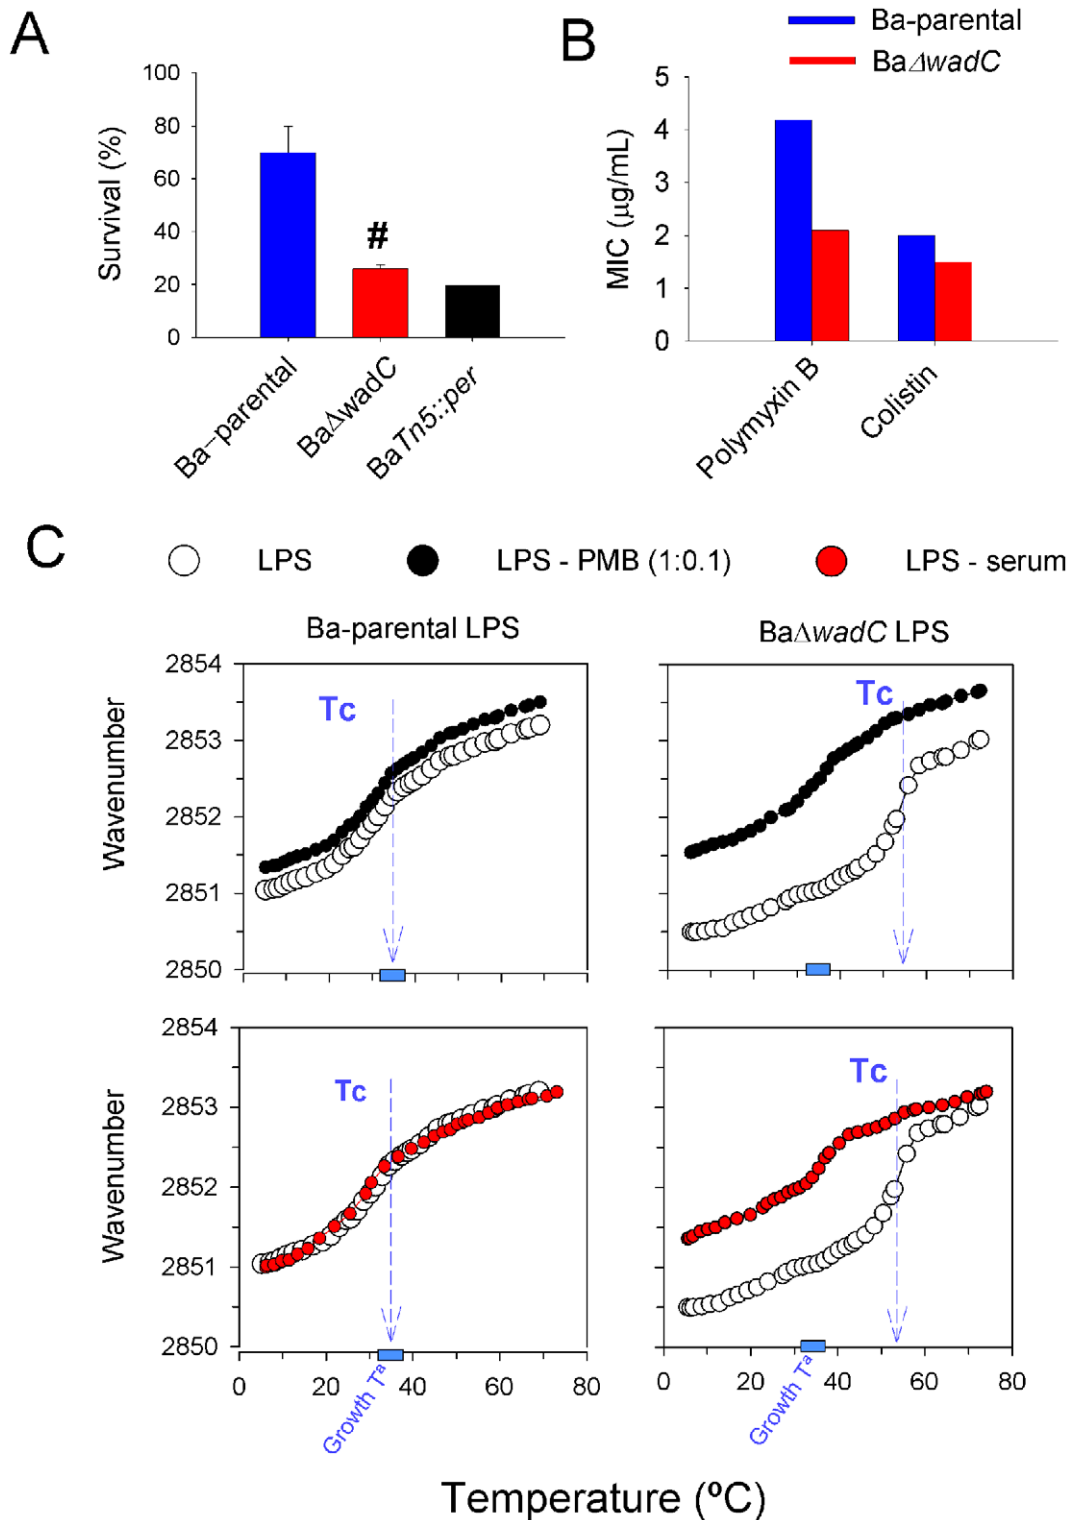 A
Survival (%)
100
80
60
40
20
0
#
Ba-parental
BaΔwadC
BaTn5::per
B
Ba-parental
BaΔwadC
MIC (µg/mL)
5
4
3
2
1
0
Polymyxin B
Colistin
C
LPS
LPS - PMB (1:0.1)
LPS - serum
Ba-parental LPS
BaΔwadC LPS
Wavenumber
2854
2853
2852
2851
2850
Tc
Tc
Wavenumber
2854
2853
2852
2851
2850
Tc
Tc
0
20
40
60
80
Growth Tª
0
20
40
60
80
Growth Tª
Temperature (ºC)